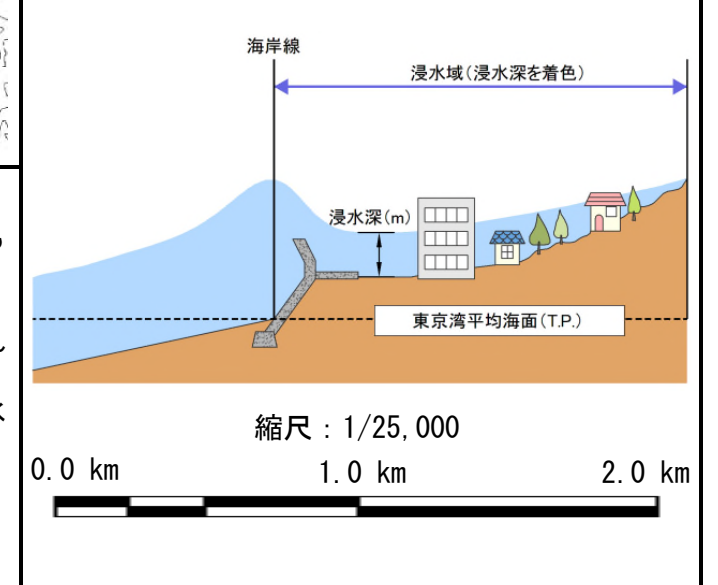 海岸線
浸水域(浸水深を着色)
浸水深(m)
東京湾平均海面(T.P.)
縮尺：1/25,000
0.0 km 1.0 km 2.0 km